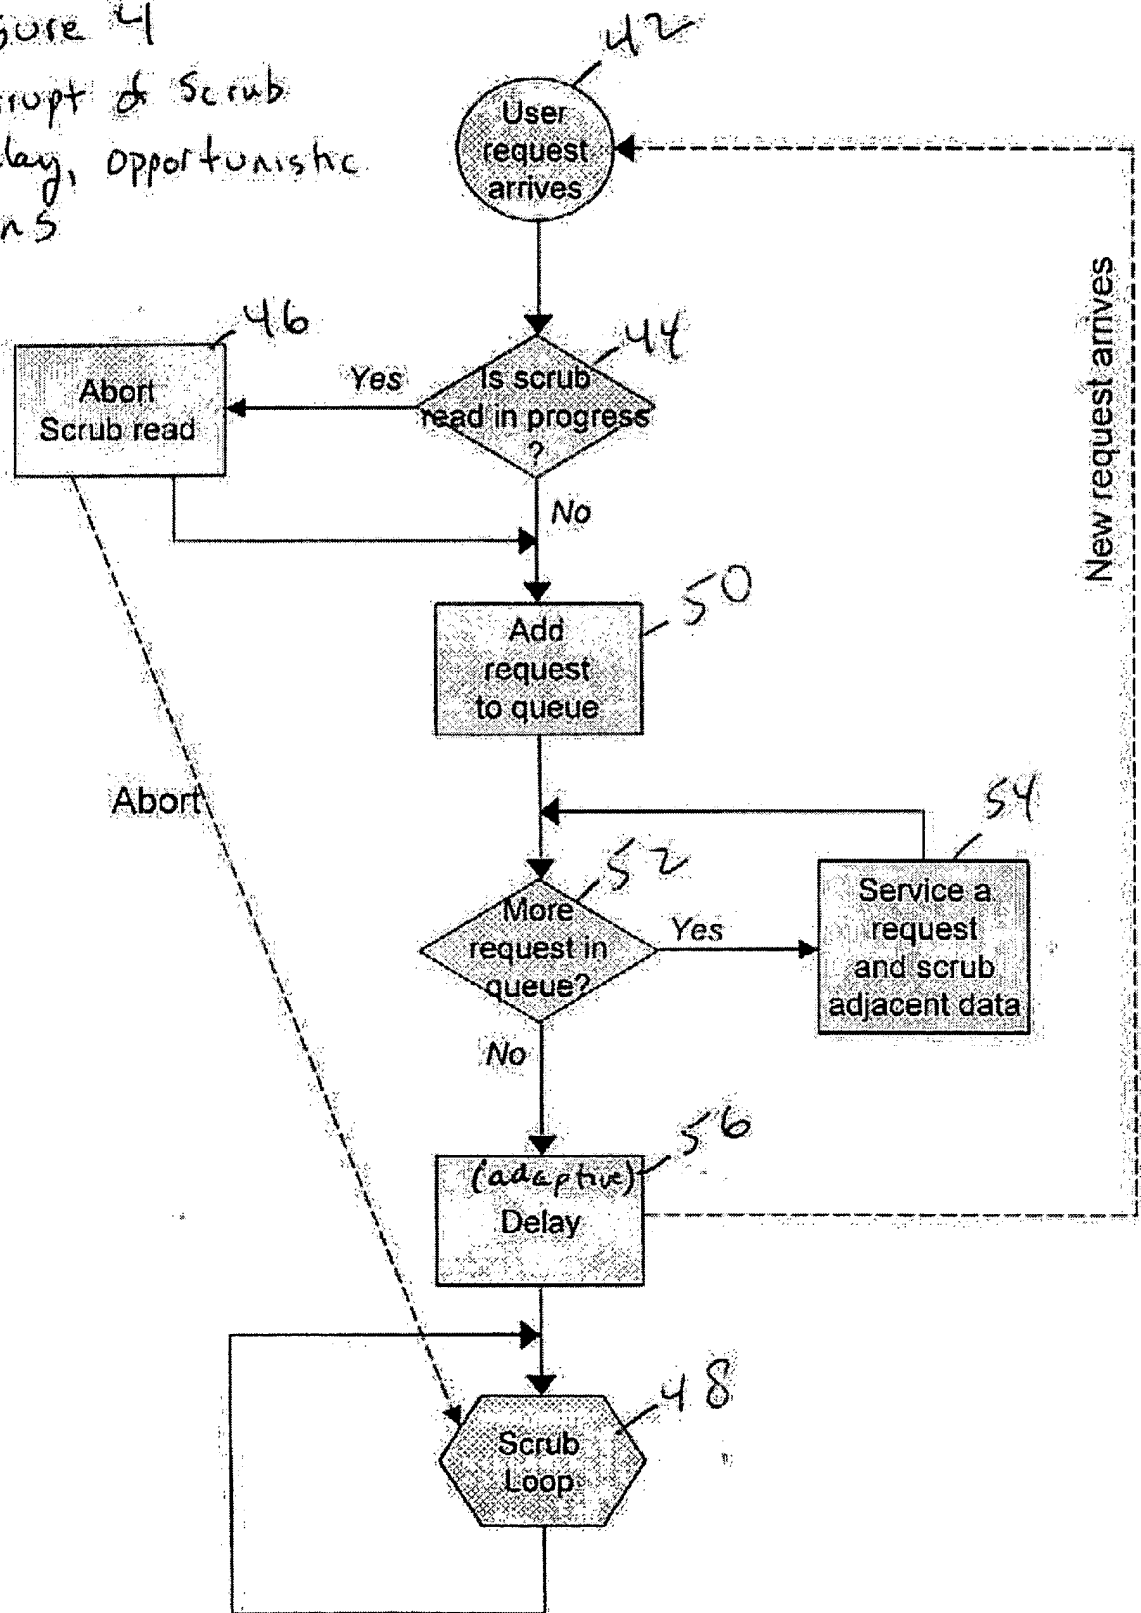 gure 4
rrupt of Scrub
lay, opportunistic
ns
42
User
request
arrives
New request arrives
46
Abort
Scrub read
Yes
44
Is scrub
read in progress
?
No
50
Add
request
to queue
Abort
54
Service a
request
and scrub
adjacent data
52
More
request in
queue?
Yes
No
56
(adaptive)
Delay
48
Scrub
Loop